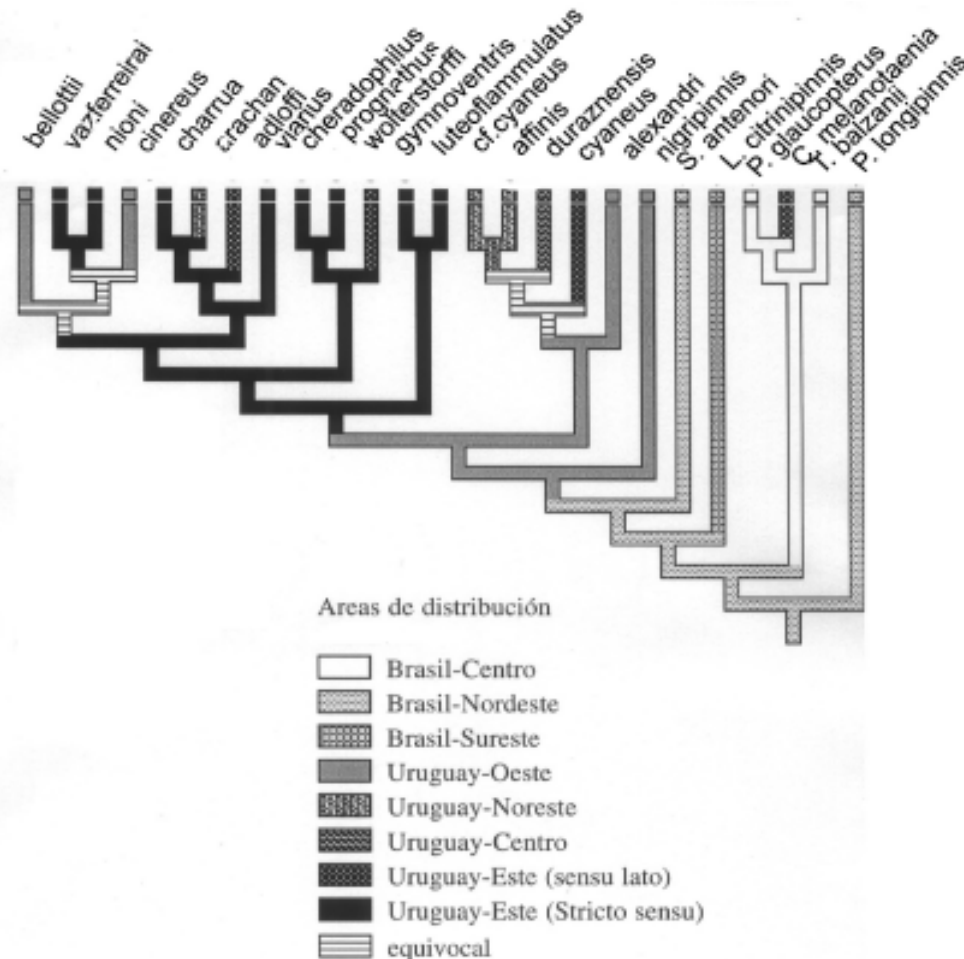 bellottii
vazferreirai
nioni
cinereus
charrua
arachan
adloffi
viarius
cheradophilus
prognathus
wolterstorffi
gymnoventris
luteoflammulatus
cf.cyaneus
affinis
duraznensis
cyaneus
alexandri
nigripinnis
S. antenori
L. citrinipinnis
P. glaucopterus
C. melanotaenia
T. balzanii
P. longipinnis
Areas de distribución
Brasil-Centro
Brasil-Nordeste
Brasil-Sureste
Uruguay-Oeste
Uruguay-Noreste
Uruguay-Centro
Uruguay-Este (sensu lato)
Uruguay-Este (Stricto sensu)
equivocal